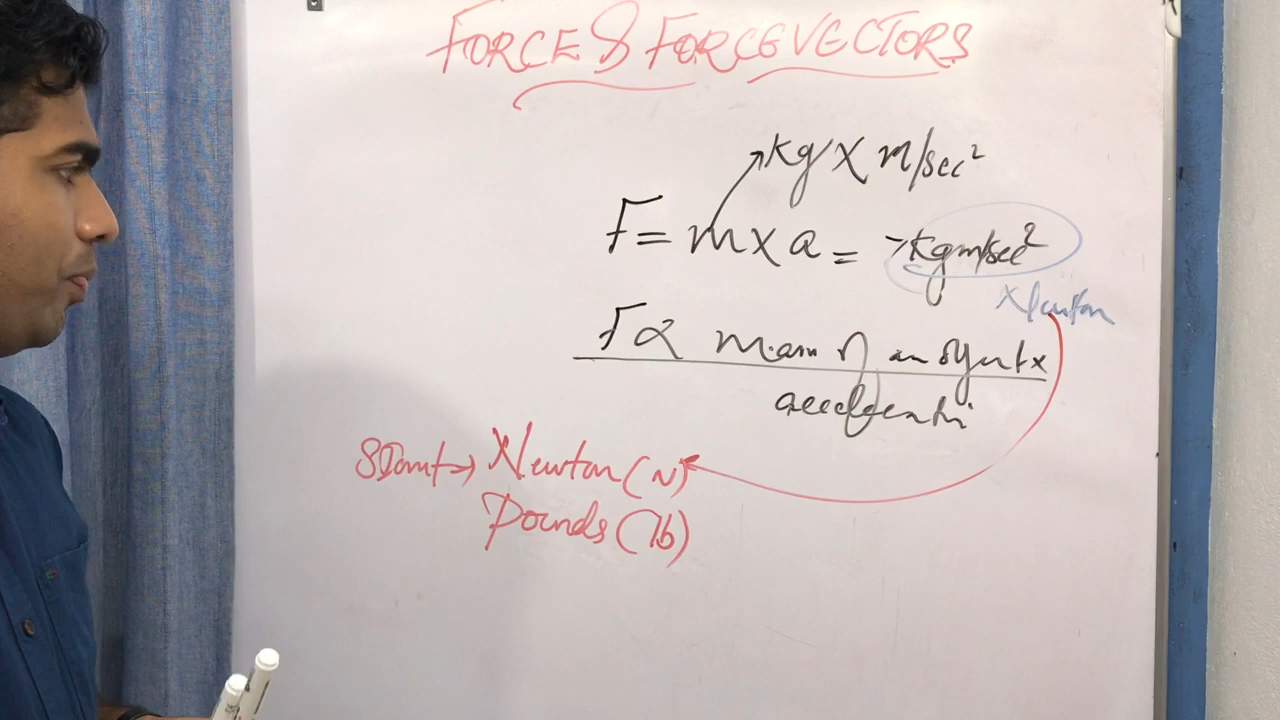 FORCE & FORCE VECTORS
kg X m/sec²
F = m x a = kgm/sec²
Newton
F ∝ Mass of an object x
acceleration
SI unit → Newton (N)
Pounds (lb)